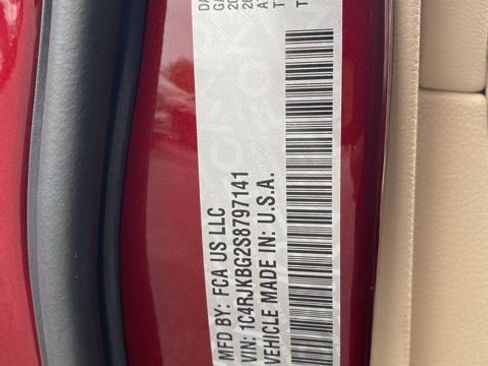 MFD BY: FCA US LLC
VIN: 1C4RJKBG2S8797141
VEHICLE MADE IN: U.S.A.